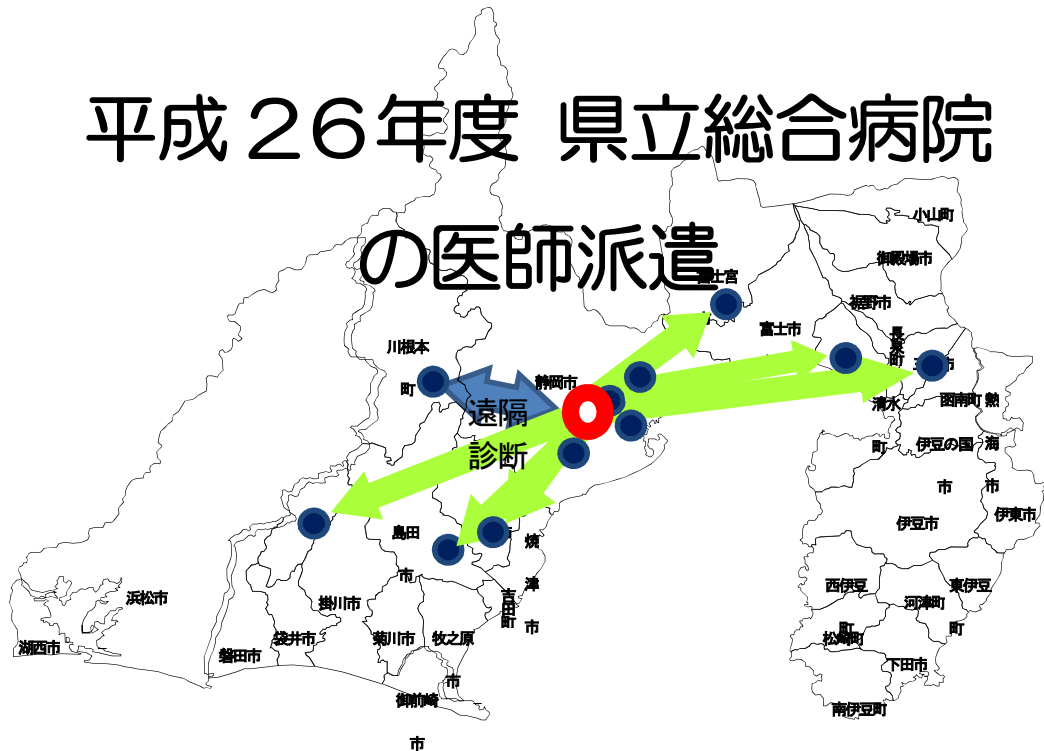 平成２６年度 県立総合病院
の医師派遣
小山町
御殿場市
富士宮
市
裾野市
富士市
長泉町
川根本
町
静岡市
清水
町
函南町
熱
海
市
伊豆の国
市
遠隔
診断
伊東市
伊豆市
島田
市
焼
津
市
吉田町
西伊豆
町
東伊豆
町
河津町
浜松市
掛川市
湖西市
磐田市
袋井市
菊川市
牧之原
市
松崎町
下田市
御前崎
市
南伊豆町